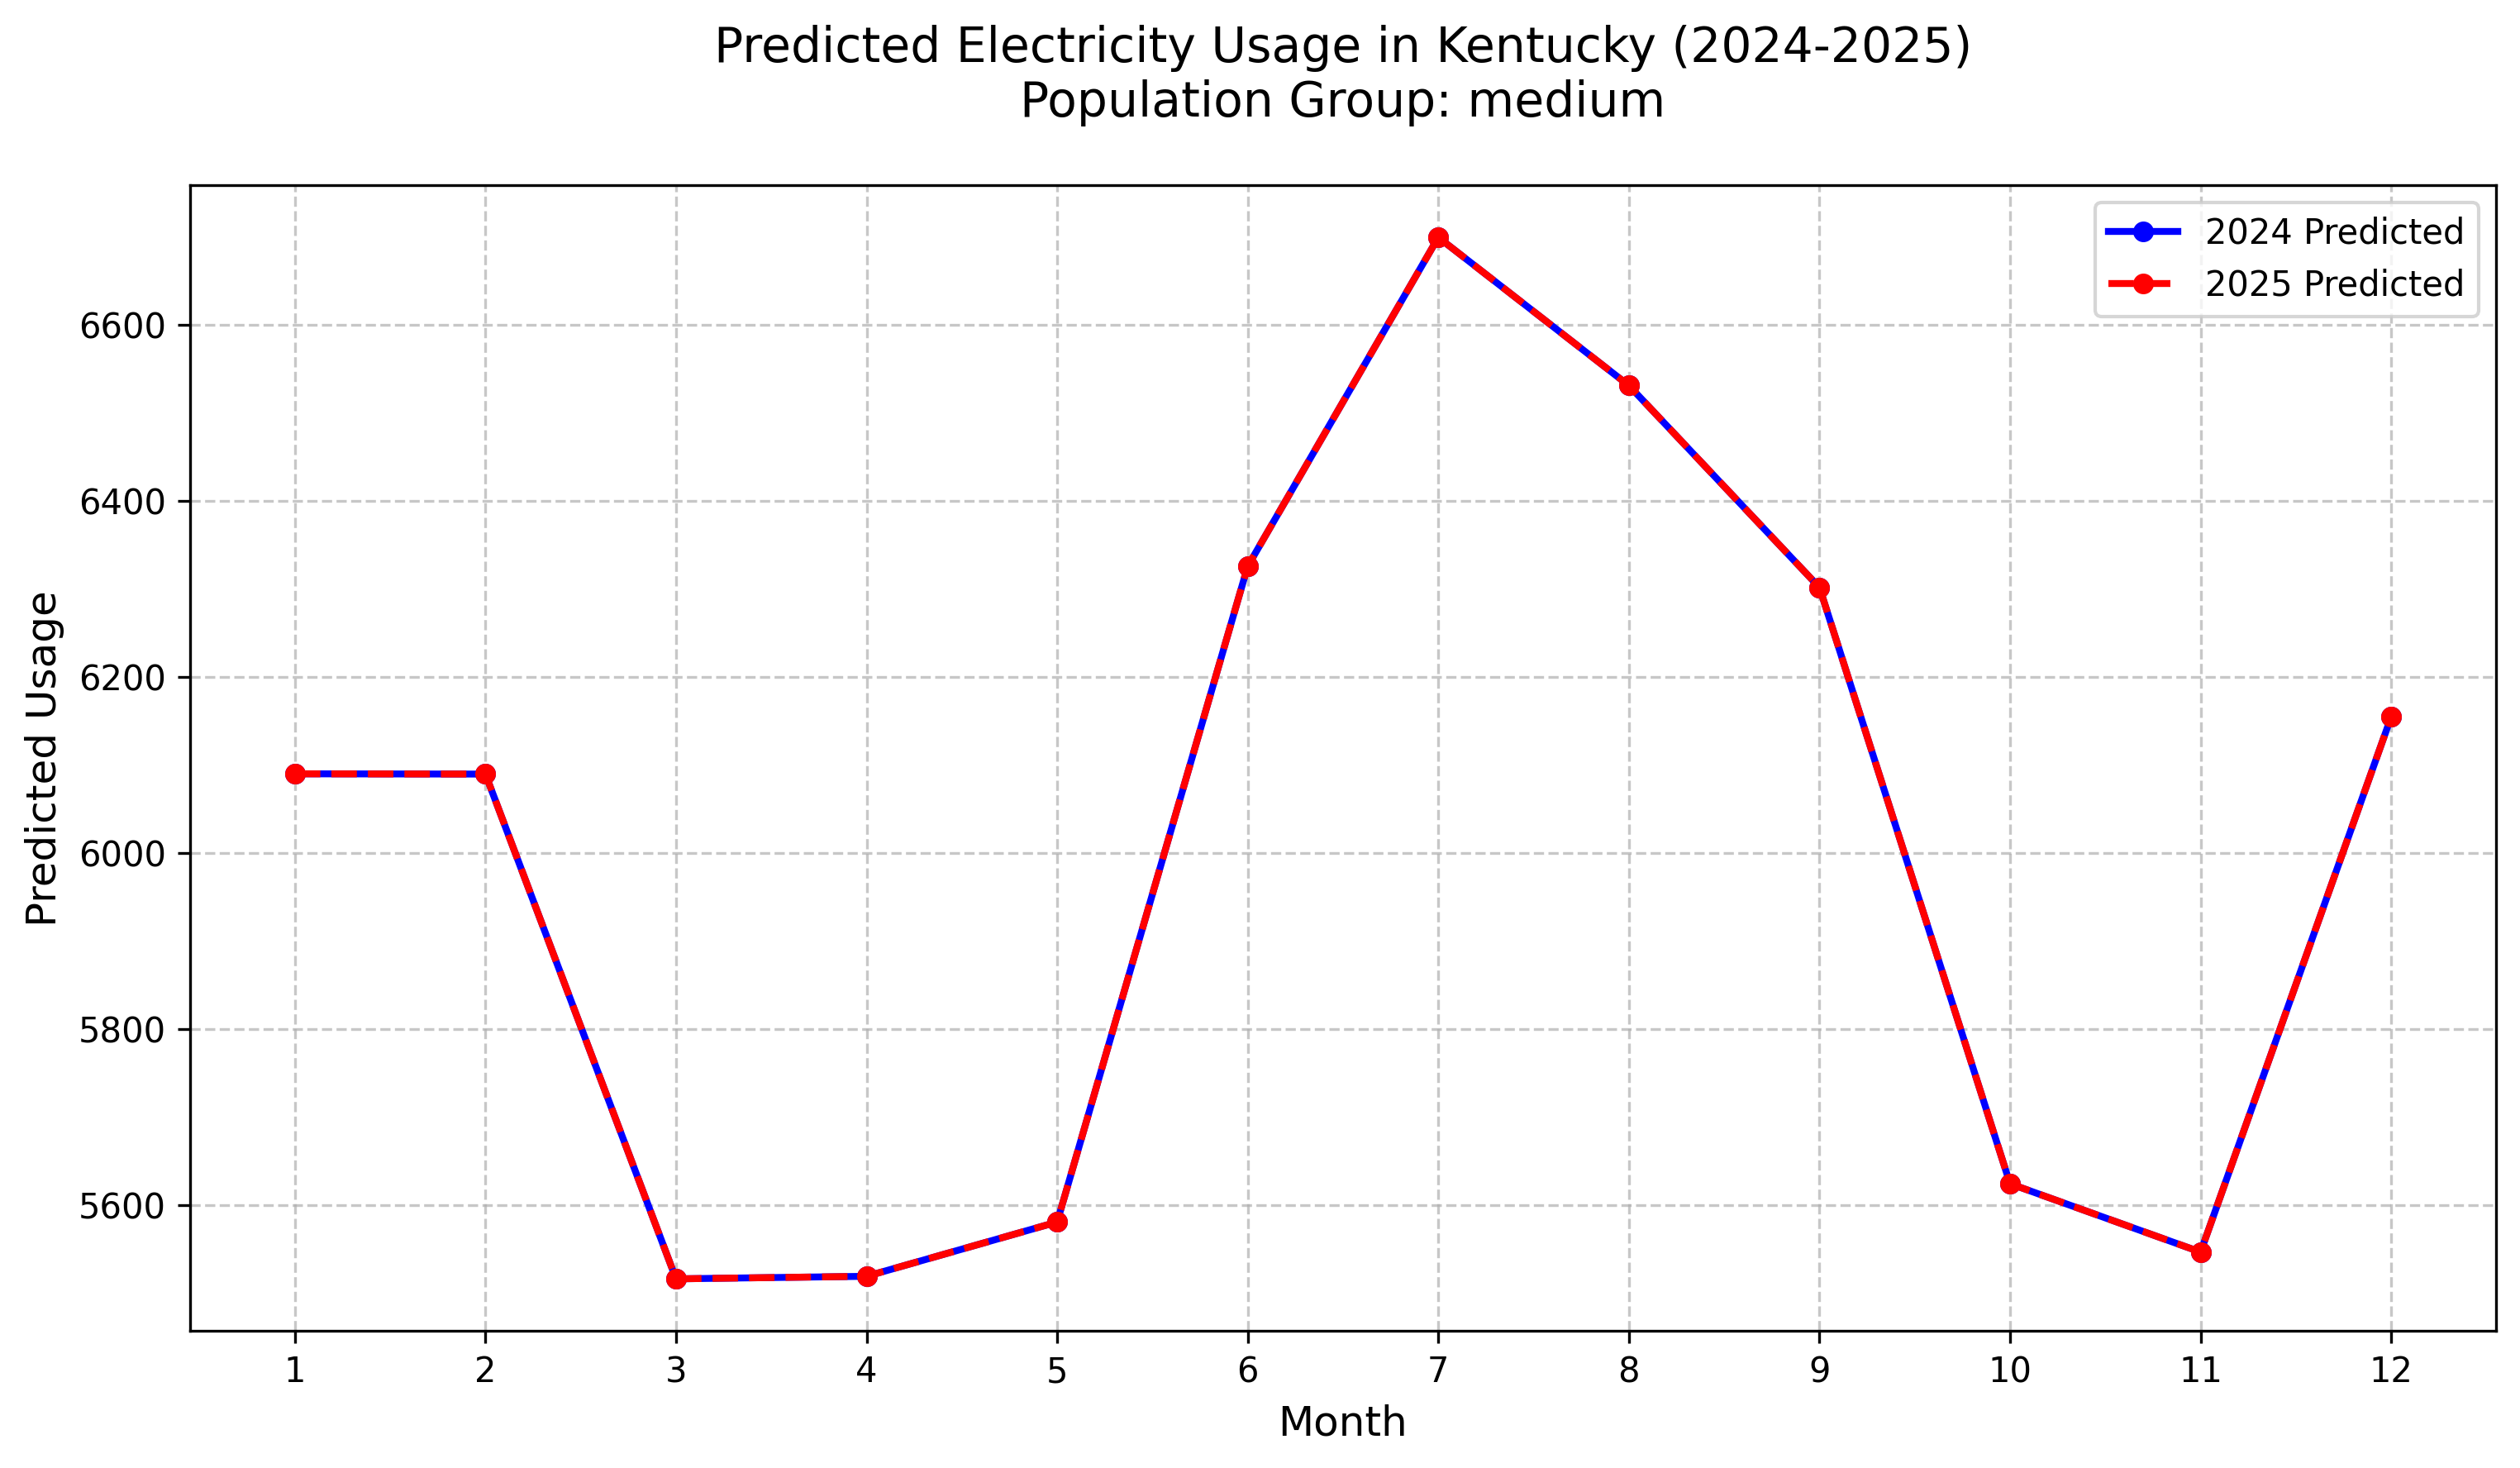 Predicted Electricity Usage in Kentucky (2024-2025)
Population Group: medium
2024 Predicted
2025 Predicted
6600
6400
6200
6000
5800
5600
Predicted Usage
1 2 3 4 5 6 7 8 9 10 11 12
Month